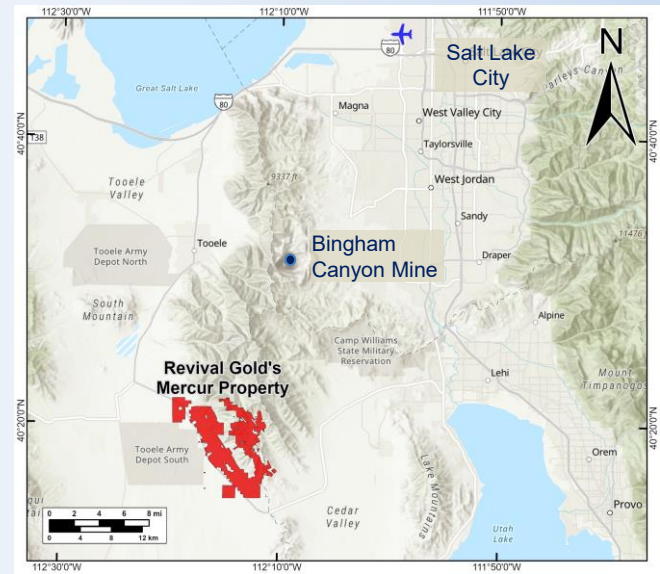 112°30'0"W
112°10'0"W
111°50'0"W
80
Salt Lake
City
N
Great Salt Lake
80
Magna
West Valley City
40°40'0"N
40°40'0"N
138
Taylorsville
9337 ft
West Jordan
Tooele
Valley
Sandy
11476
Tooele
Tooele Army
Depot North
Bingham
Canyon Mine
Draper
South
Mountain
Alpine
Camp Williams
State Military
Reservation
Revival Gold's
Mercur Property
Lehi
Mount
Timpanogos
40°20'0"N
40°20'0"N
Tooele Army
Depot South
Orem
Lake Mountains
Cedar
Valley
Provo
Utah
Lake
0 2 4 6 8 mi
0 4 8 12 km
112°30'0"W
112°10'0"W
111°50'0"W